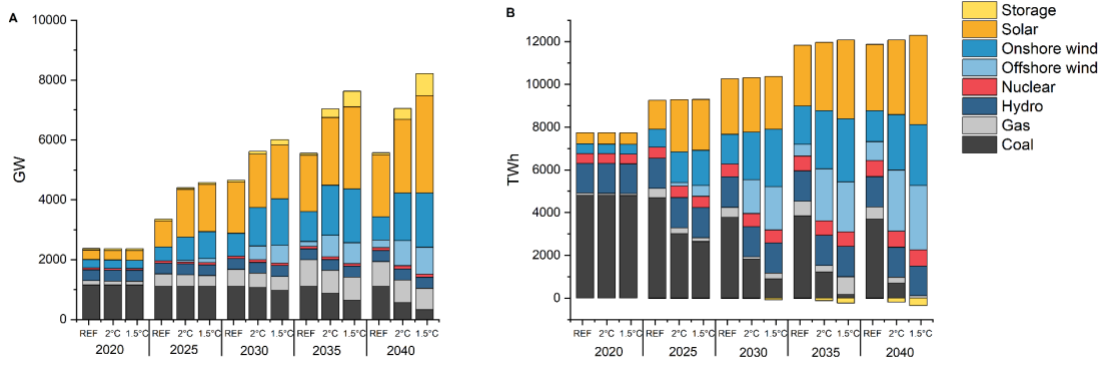 A
GW
10000
8000
6000
4000
2000
0
REF 2°C 1.5°C REF 2°C 1.5°C REF 2°C 1.5°C REF 2°C 1.5°C REF 2°C 1.5°C
2020 2025 2030 2035 2040
B
TWh
12000
10000
8000
6000
4000
2000
0
REF 2°C 1.5°C REF 2°C 1.5°C REF 2°C 1.5°C REF 2°C 1.5°C REF 2°C 1.5°C
2020 2025 2030 2035 2040
Storage
Solar
Onshore wind
Offshore wind
Nuclear
Hydro
Gas
Coal